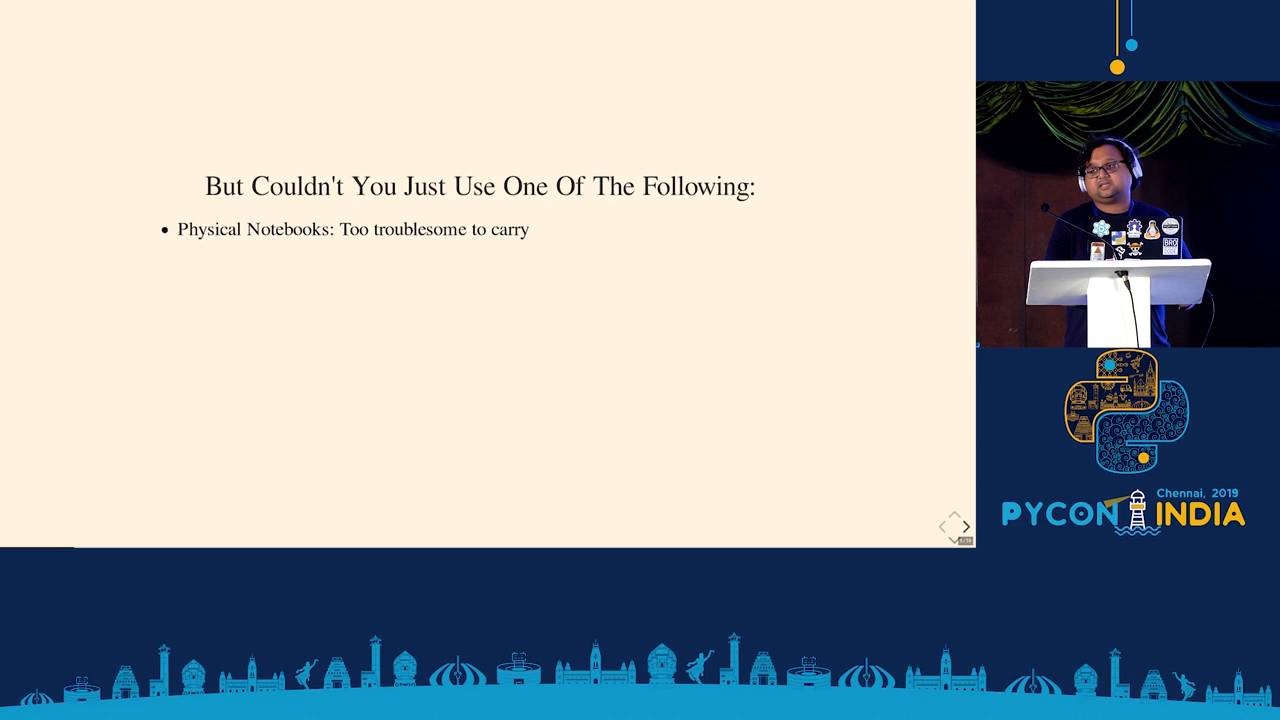 But Couldn't You Just Use One Of The Following:
• Physical Notebooks: Too troublesome to carry
Chennai, 2019
PYCON INDIA